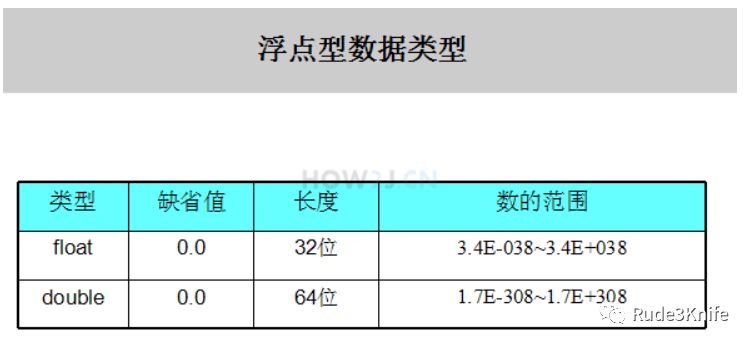 浮点型数据类型
HOW2J.CN
类型 缺省值 长度 数的范围
float 0.0 32位 3.4E-038~3.4E+038
double 0.0 64位 1.7E-308~1.7E+308
Rude3Knife